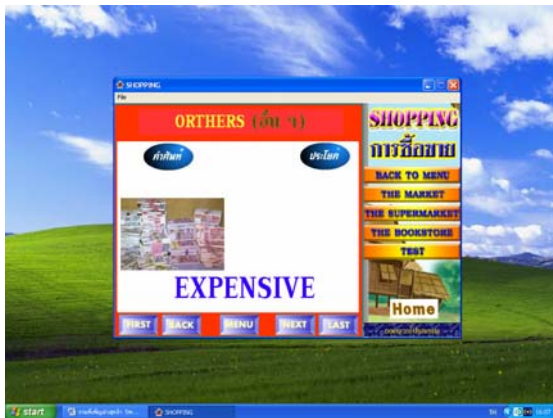 SHOPPING
File
ORTHERS (อื่น ๆ)
คำศัพท์
ประโยค
EXPENSIVE
FIRST
BACK
MENU
NEXT
LAST
SHOPPING
การซื้อขาย
BACK TO MENU
THE MARKET
THE SUPERMARKET
THE BOOKSTORE
TEST
Home
start
SHOPPING
TH